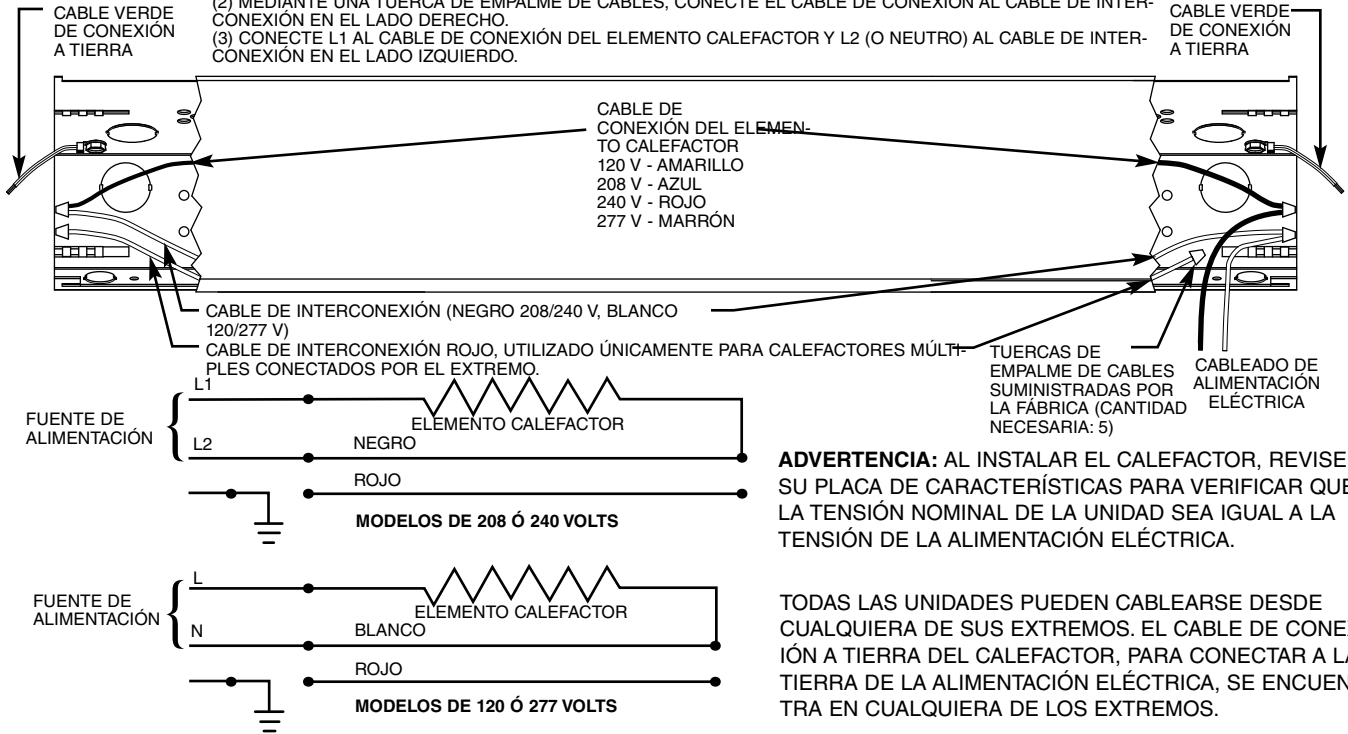 CABLE VERDE
DE CONEXIÓN
A TIERRA
(2) MEDIANTE UNA TUERCA DE EMPALME DE CABLES, CONECTE EL CABLE DE CONEXIÓN AL CABLE DE INTER-
CONEXIÓN EN EL LADO DERECHO.
(3) CONECTE L1 AL CABLE DE CONEXIÓN DEL ELEMENTO CALEFACTOR Y L2 (O NEUTRO) AL CABLE DE INTER-
CONEXIÓN EN EL LADO IZQUIERDO.
CABLE VERDE
DE CONEXIÓN
A TIERRA
CABLE DE
CONEXIÓN DEL ELEMEN-
TO CALEFACTOR
120 V - AMARILLO
208 V - AZUL
240 V - ROJO
277 V - MARRÓN
CABLE DE INTERCONEXIÓN (NEGRO 208/240 V, BLANCO
120/277 V)
CABLE DE INTERCONEXIÓN ROJO, UTILIZADO ÚNICAMENTE PARA CALEFACTORES MÚLTI-
PLES CONECTADOS POR EL EXTREMO.
TUERCAS DE
EMPALME DE CABLES
SUMINISTRADAS POR
LA FÁBRICA (CANTIDAD
NECESARIA: 5)
CABLEADO DE
ALIMENTACIÓN
ELÉCTRICA
FUENTE DE
ALIMENTACIÓN
L1
ELEMENTO CALEFACTOR
L2
NEGRO
ROJO
MODELOS DE 208 Ó 240 VOLTS
FUENTE DE
ALIMENTACIÓN
L
ELEMENTO CALEFACTOR
N
BLANCO
ROJO
MODELOS DE 120 Ó 277 VOLTS
ADVERTENCIA: AL INSTALAR EL CALEFACTOR, REVISE
SU PLACA DE CARACTERÍSTICAS PARA VERIFICAR QUE
LA TENSIÓN NOMINAL DE LA UNIDAD SEA IGUAL A LA
TENSIÓN DE LA ALIMENTACIÓN ELÉCTRICA.
TODAS LAS UNIDADES PUEDEN CABLEARSE DESDE
CUALQUIERA DE SUS EXTREMOS. EL CABLE DE CONEX
IÓN A TIERRA DEL CALEFACTOR, PARA CONECTAR A LA
TIERRA DE LA ALIMENTACIÓN ELÉCTRICA, SE ENCUEN
TRA EN CUALQUIERA DE LOS EXTREMOS.